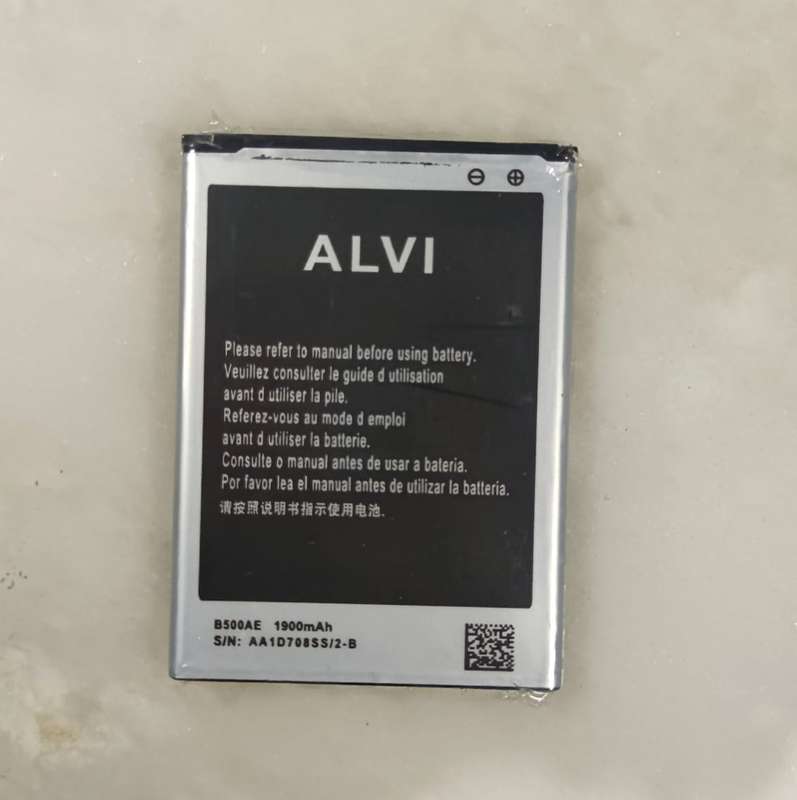 ⊖ ⊕
ALVI
Please refer to manual before using battery.
Veuillez consulter le guide d utilisation
avant d utiliser la pile.
Referez-vous au mode d emploi
avant d utiliser la batterie.
Consulte o manual antes de usar a bateria.
Por favor lea el manual antes de utilizar la batteria.
请按照说明书指示使用电池.
B500AE 1900mAh
S/N: AA1D708SS/2-B